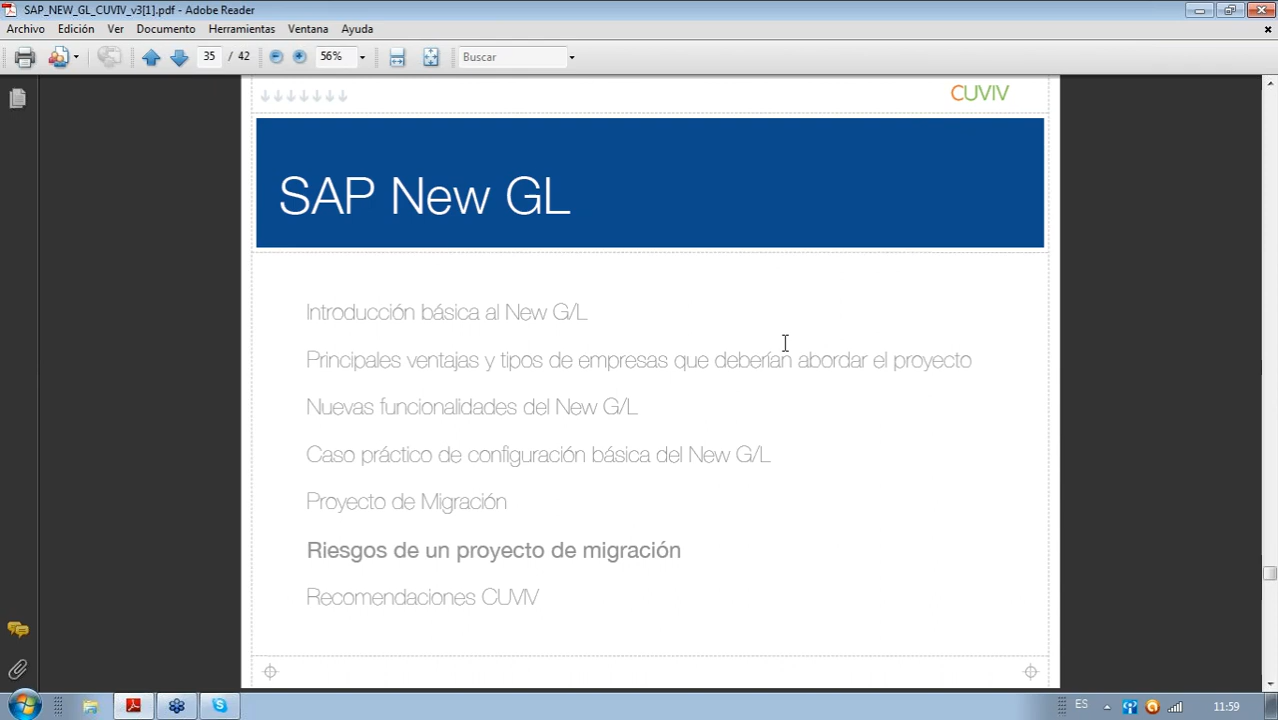 SAP_NEW_GL_CUVIV_v3[1].pdf - Adobe Reader
Archivo Edición Ver Documento Herramientas Ventana Ayuda
35 / 42 56% Buscar
CUVIV
SAP New GL
Introducción básica al New G/L
Principales ventajas y tipos de empresas que deberían abordar el proyecto
Nuevas funcionalidades del New G/L
Caso práctico de configuración básica del New G/L
Proyecto de Migración
Riesgos de un proyecto de migración
Recomendaciones CUVIV
ES 11:59